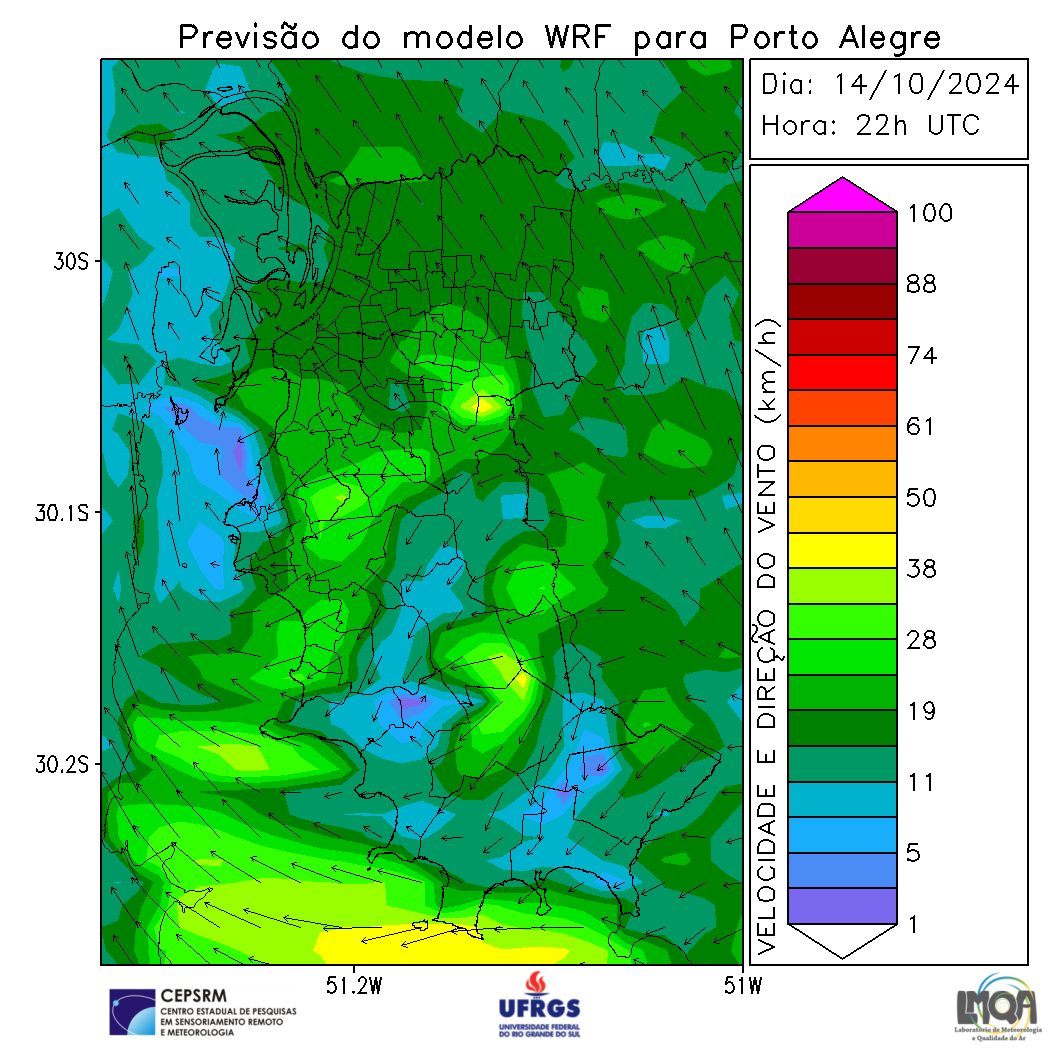 Previsão do modelo WRF para Porto Alegre
Dia: 14/10/2024
Hora: 22h UTC
30S
30.1S
30.2S
51.2W
51W
VELOCIDADE E DIREÇÃO DO VENTO (km/h)
100
88
74
61
50
38
28
19
11
5
1
CEPSRM
CENTRO ESTADUAL DE PESQUISAS
EM SENSORIAMENTO REMOTO
E METEOROLOGIA
UFRGS
UNIVERSIDADE FEDERAL
DO RIO GRANDE DO SUL
LMQA
Laboratório de Meteorologia
e Qualidade do Ar